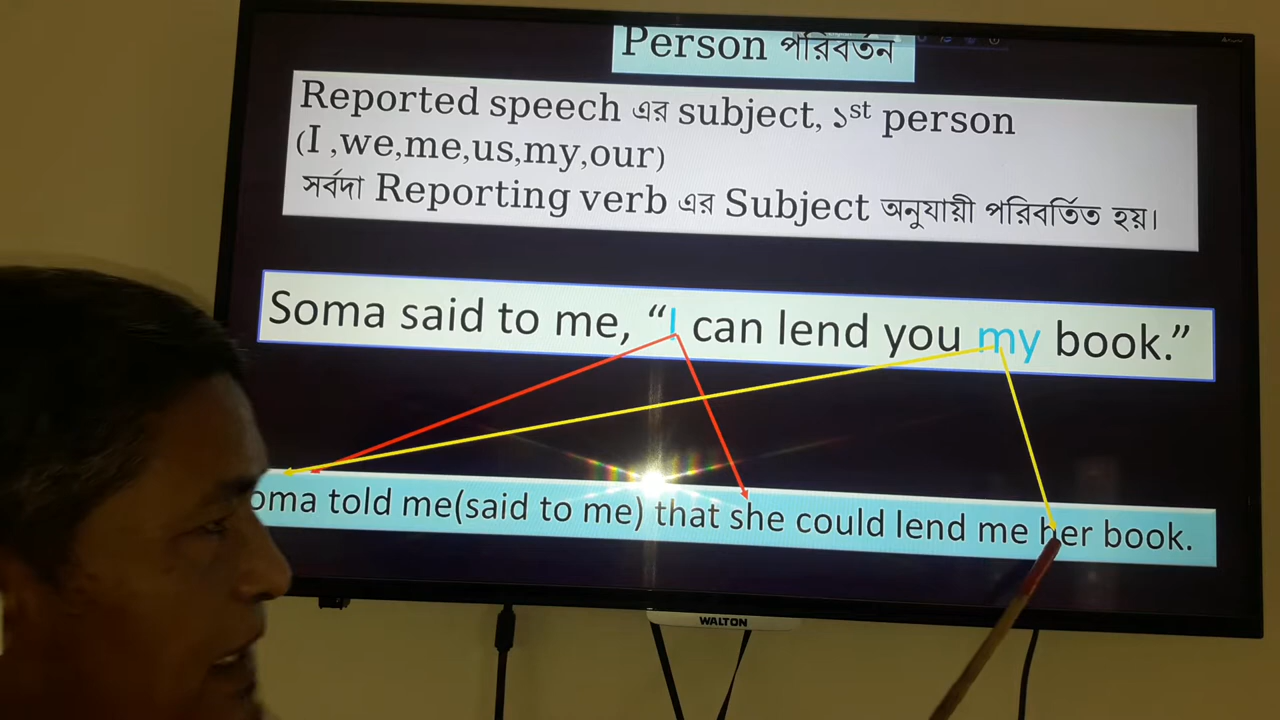 Person পরিবর্তন
Reported speech এর subject, ১st person
(I ,we,me,us,my,our)
সর্বদা Reporting verb এর Subject অনুযায়ী পরিবর্তিত হয়।
Soma said to me, “I can lend you my book.”
oma told me(said to me) that she could lend me her book.
WALTON